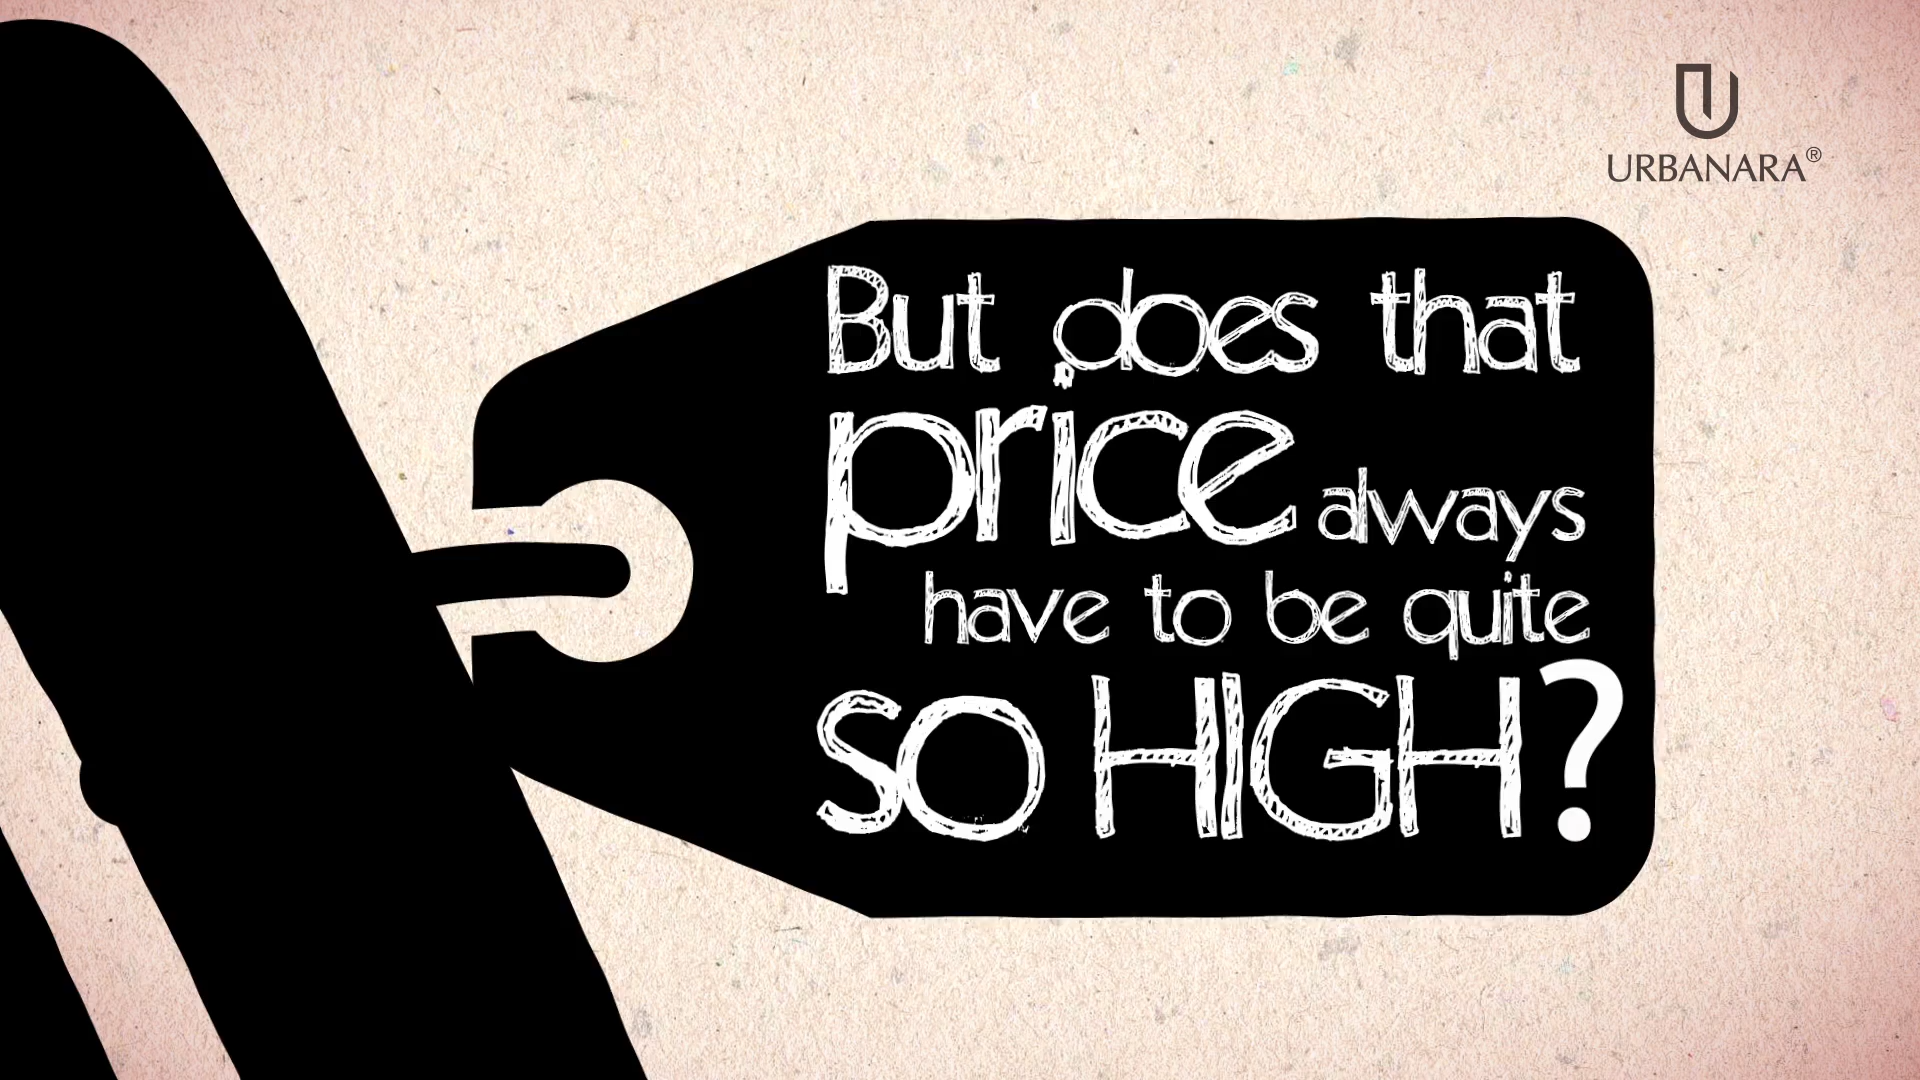 URBANARA®
But does that
price always
have to be quite
so HIGH?